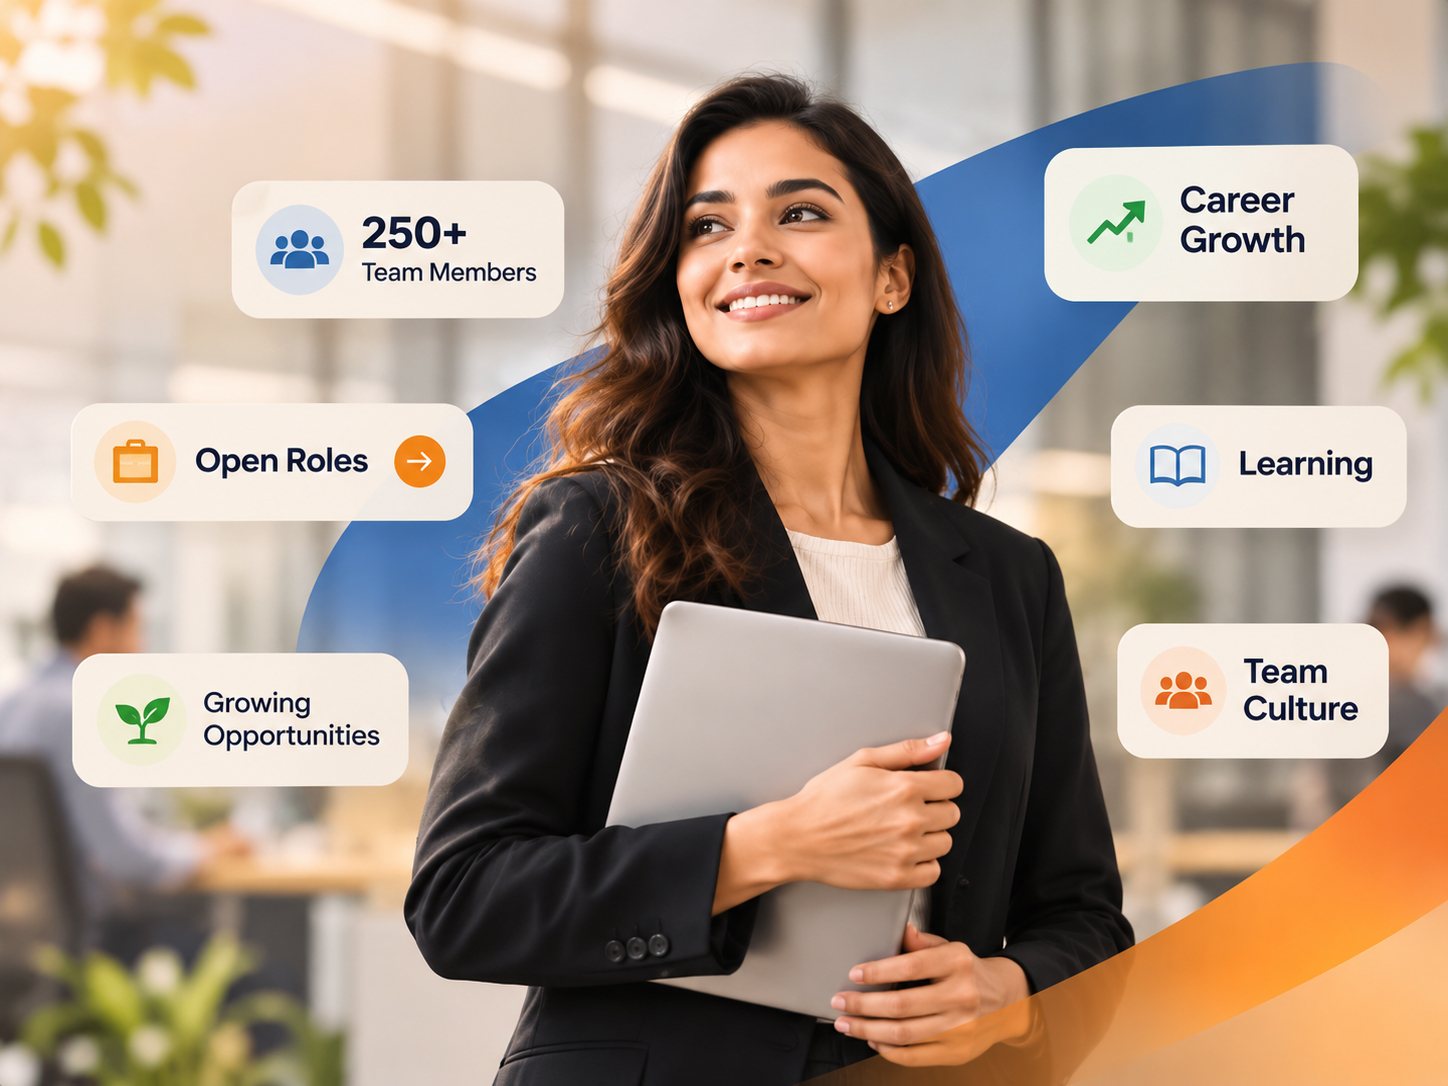 250+
Team Members
Career
Growth
Open Roles
Learning
Growing
Opportunities
Team
Culture